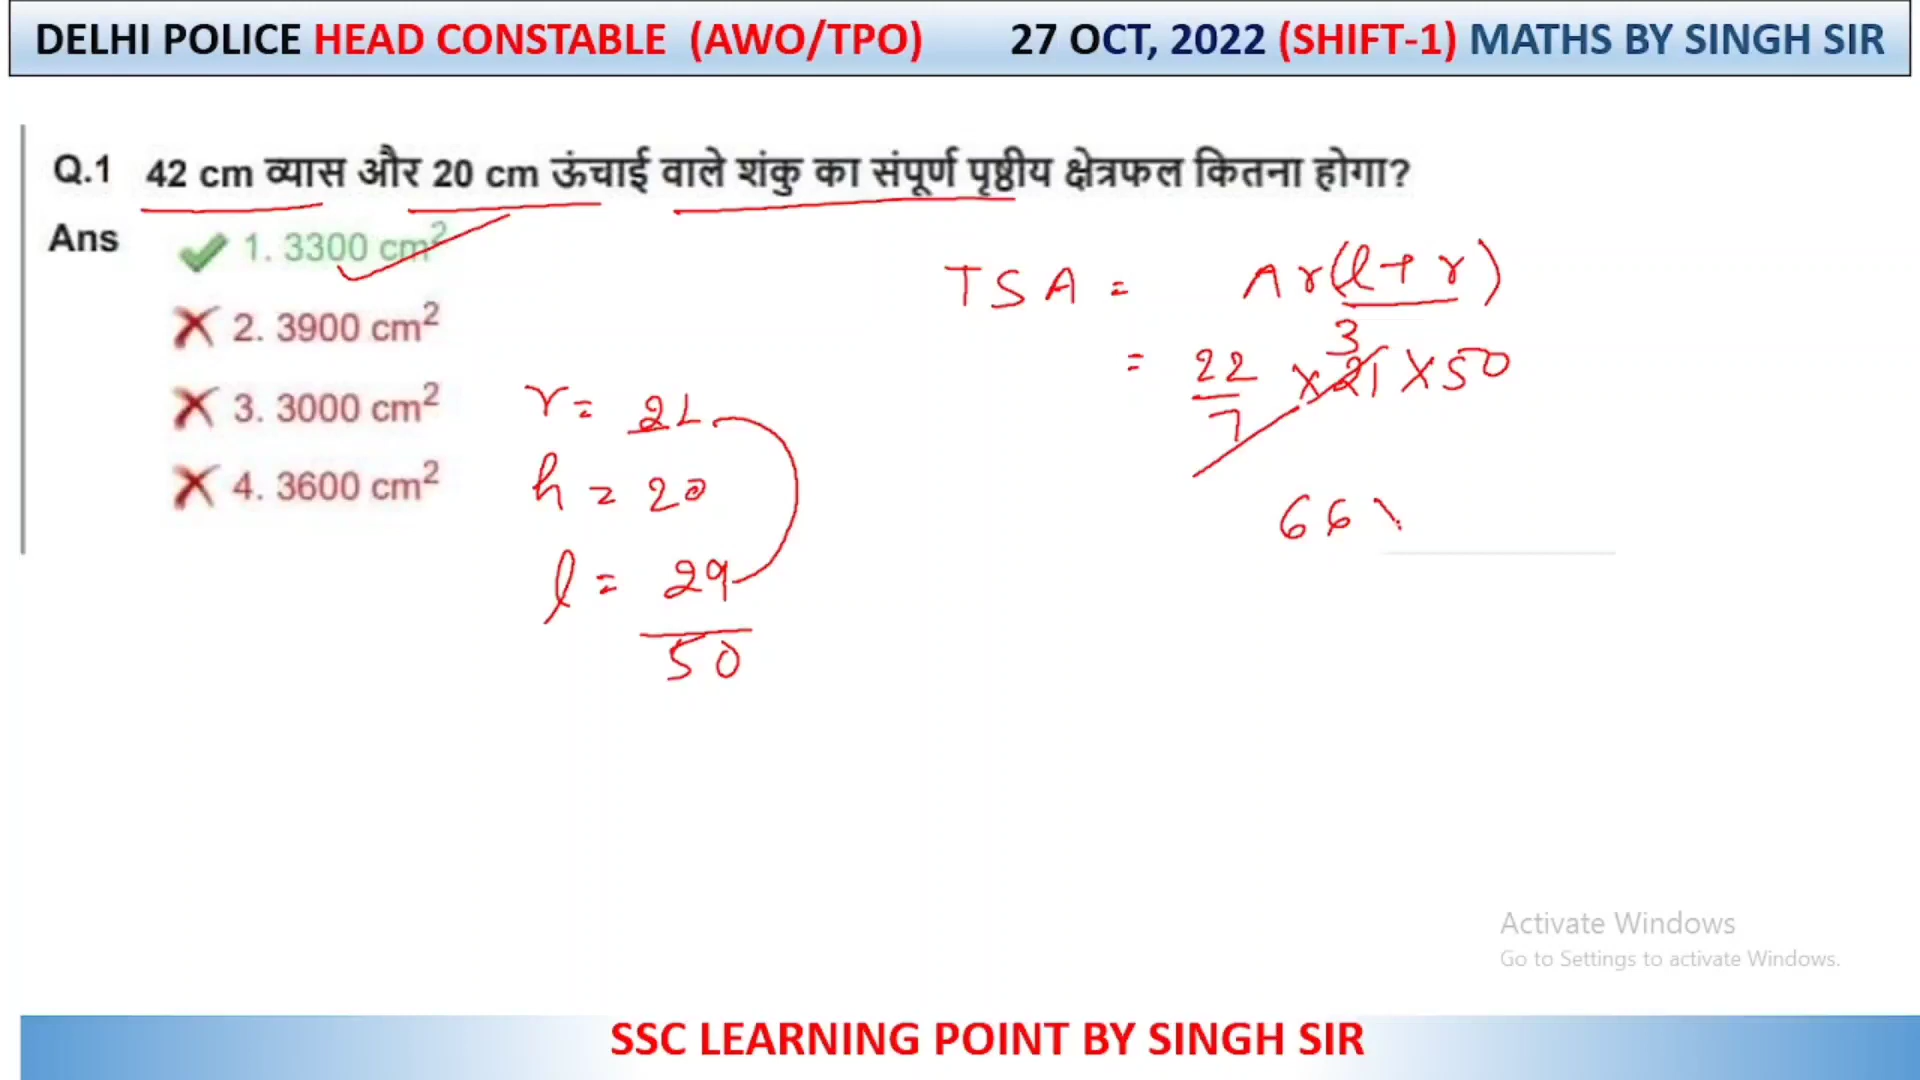 DELHI POLICE HEAD CONSTABLE (AWO/TPO) 27 OCT, 2022 (SHIFT-1) MATHS BY SINGH SIR
Q.1 42 cm व्यास और 20 cm ऊंचाई वाले शंकु का संपूर्ण पृष्ठीय क्षेत्रफल कितना होगा?
Ans 1. 3300 cm²
2. 3900 cm²
3. 3000 cm²
4. 3600 cm²
TSA = πr(l+r)
= 22/7 × 21 × 50
3
66 ×
r = 21
h = 20
l = 29
50
Activate Windows
Go to Settings to activate Windows.
SSC LEARNING POINT BY SINGH SIR